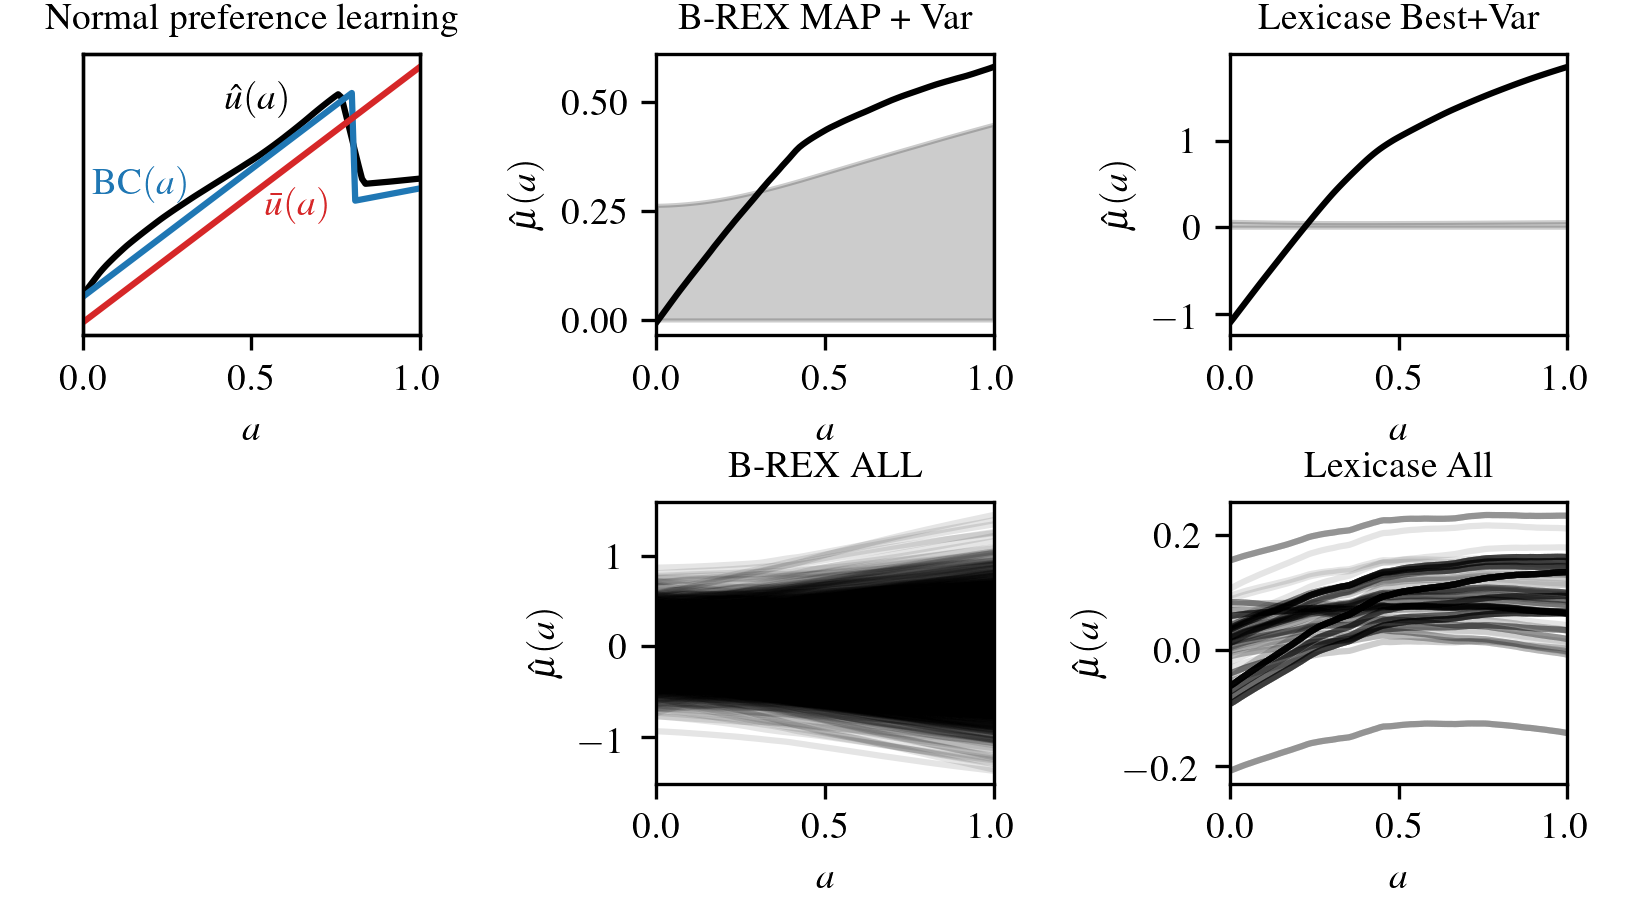 Normal preference learning
û(a)
BC(a)
ū(a)
0.0 0.5 1.0
a
B-REX MAP + Var
0.50
0.25
0.00
μ̂(a)
0.0 0.5 1.0
a
Lexicase Best+Var
1
0
−1
μ̂(a)
0.0 0.5 1.0
a
B-REX ALL
1
0
−1
μ̂(a)
0.0 0.5 1.0
a
Lexicase All
0.2
0.0
−0.2
μ̂(a)
0.0 0.5 1.0
a